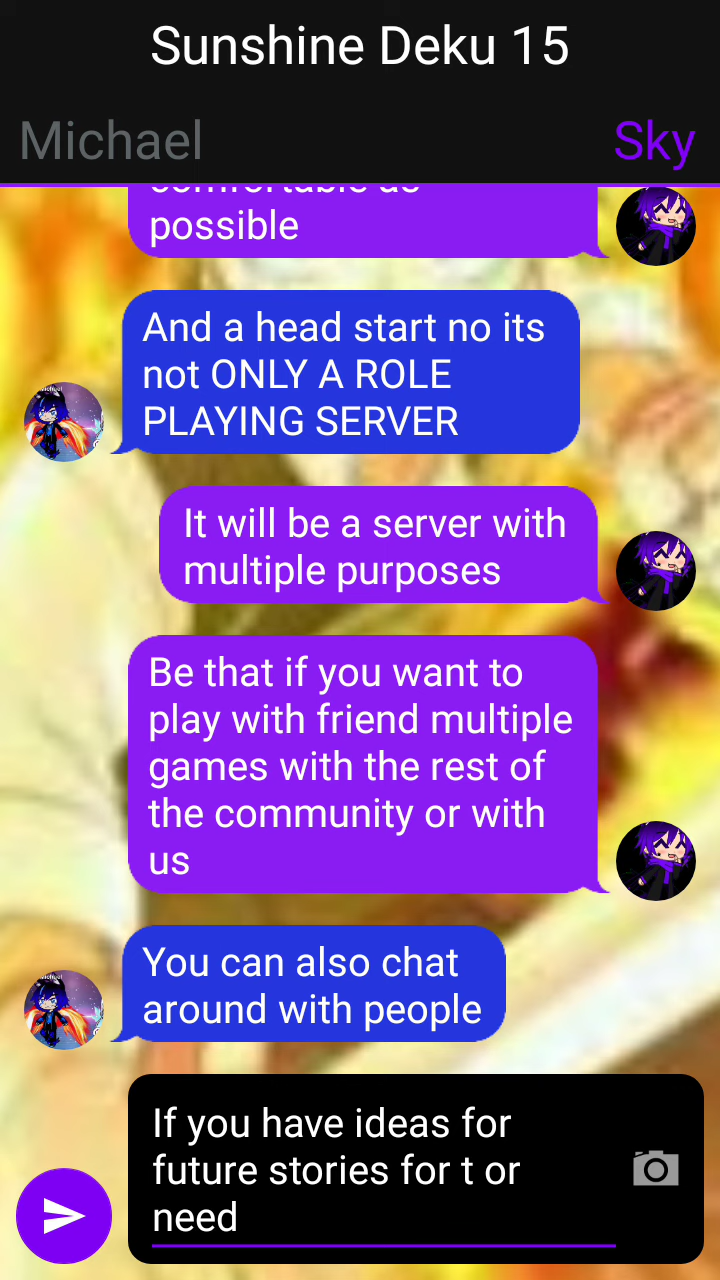 Sunshine Deku 15
Michael
Sky
comfortable as
possible
And a head start no its
not ONLY A ROLE
PLAYING SERVER
It will be a server with
multiple purposes
Be that if you want to
play with friend multiple
games with the rest of
the community or with
us
You can also chat
around with people
If you have ideas for
future stories for t or
need